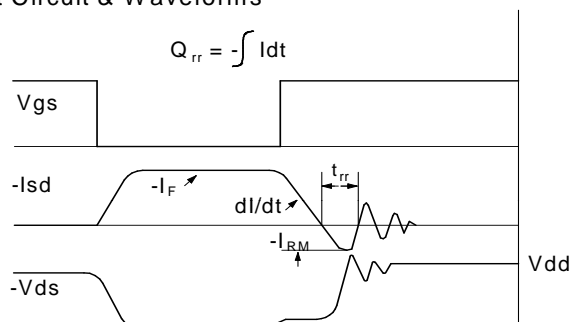 Circuit & Waveforms
Q rr = -∫ Idt
Vgs
t rr
-Isd
-I F
dI/dt
-I RM
Vdd
-Vds